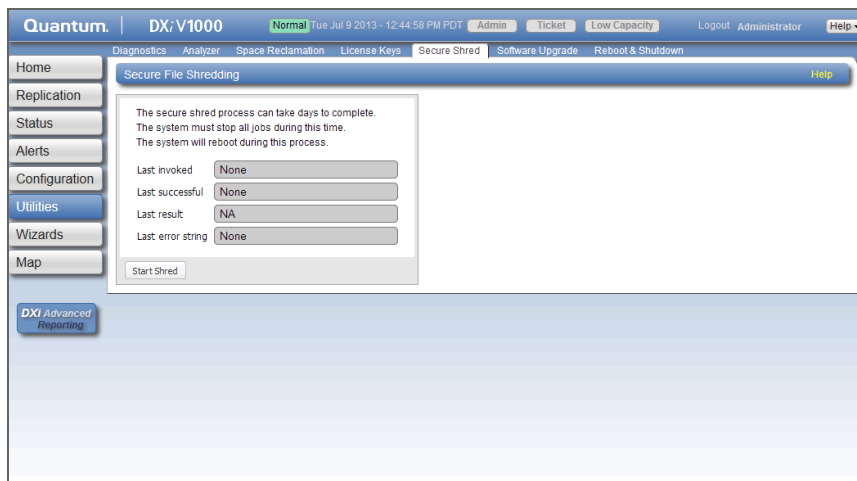 Quantum. DXi V1000 Normal Tue Jul 9 2013 - 12:44:58 PM PDT Admin Ticket Low Capacity Logout Administrator Help
Diagnostics Analyzer Space Reclamation License Keys Secure Shred Software Upgrade Reboot & Shutdown
Home
Replication
Status
Alerts
Configuration
Utilities
Wizards
Map
DXi Advanced
Reporting
Secure File Shredding Help
The secure shred process can take days to complete.
The system must stop all jobs during this time.
The system will reboot during this process.
Last invoked None
Last successful None
Last result NA
Last error string None
Start Shred